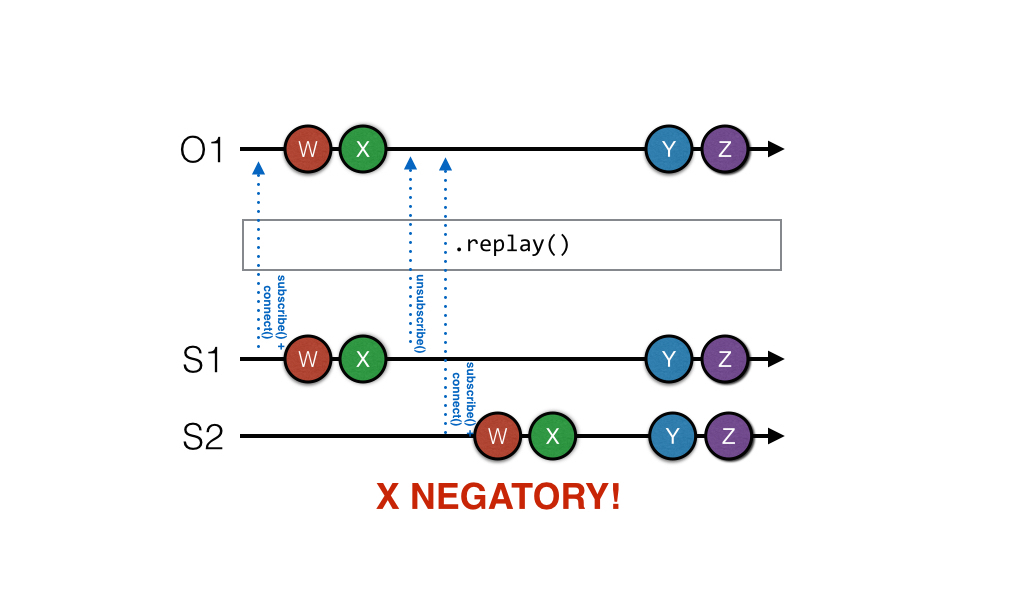 O1
W
X
Y
Z
.replay()
subscribe() +
connect()
unsubscribe()
S1
W
X
Y
Z
subscribe() +
connect()
S2
W
X
Y
Z
X NEGATORY!